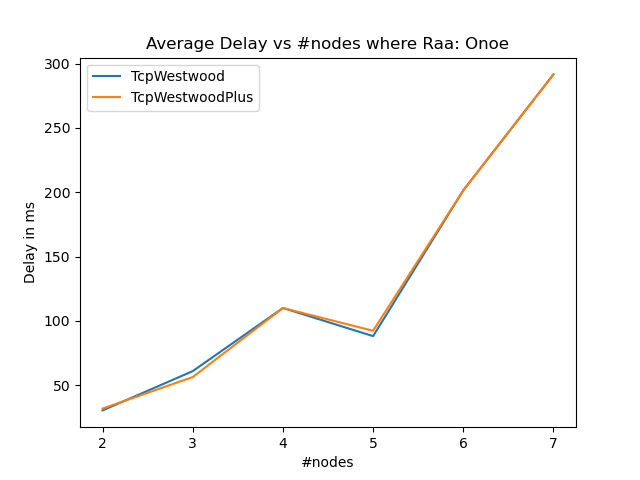 Average Delay vs #nodes where Raa: Onoe
TcpWestwood
TcpWestwoodPlus
Delay in ms
300
250
200
150
100
50
2 3 4 5 6 7
#nodes